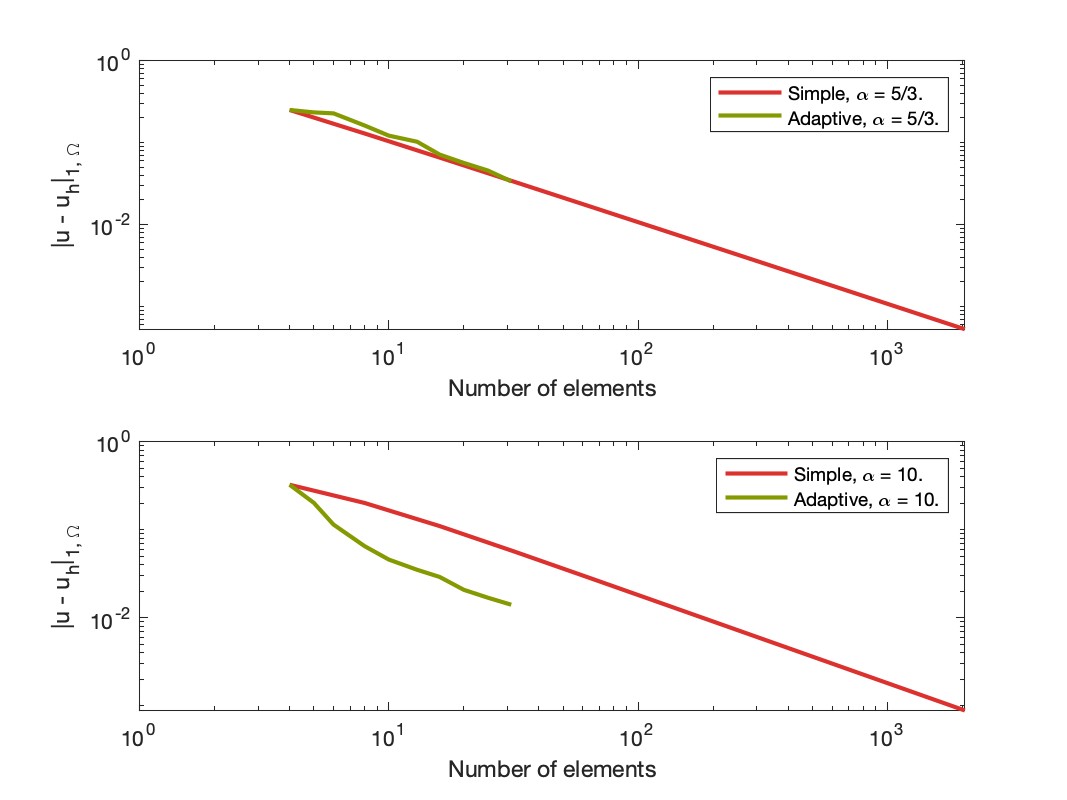 10^0
10^-2
|u - u_h|_{1, Ω}
Simple, α = 5/3.
Adaptive, α = 5/3.
10^0 10^1 10^2 10^3
Number of elements
10^0
10^-2
|u - u_h|_{1, Ω}
Simple, α = 10.
Adaptive, α = 10.
10^0 10^1 10^2 10^3
Number of elements